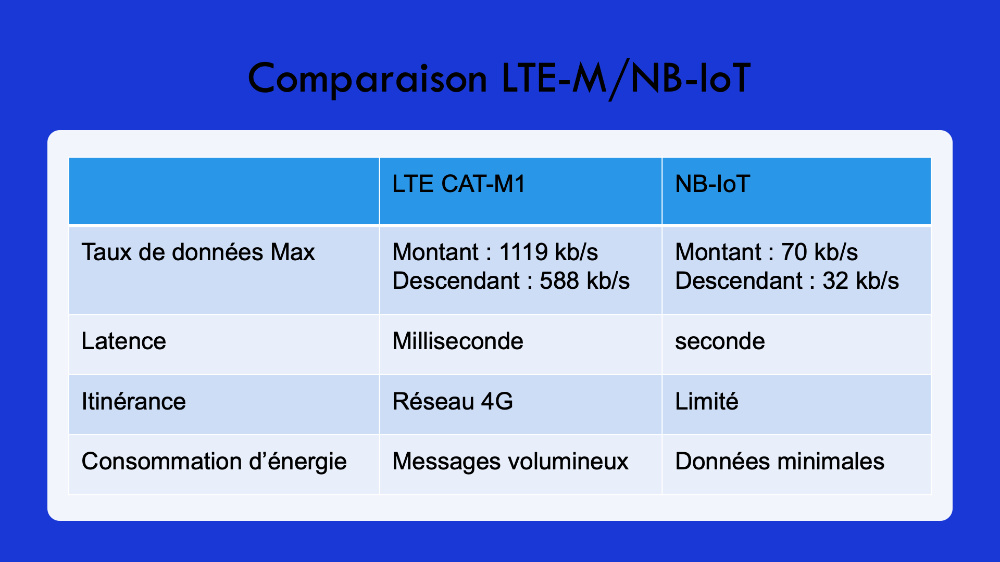 Comparaison LTE-M/NB-IoT
LTE CAT-M1
NB-IoT
Taux de données Max
Montant : 1119 kb/s
Descendant : 588 kb/s
Montant : 70 kb/s
Descendant : 32 kb/s
Latence
Milliseconde
seconde
Itinérance
Réseau 4G
Limité
Consommation d’énergie
Messages volumineux
Données minimales